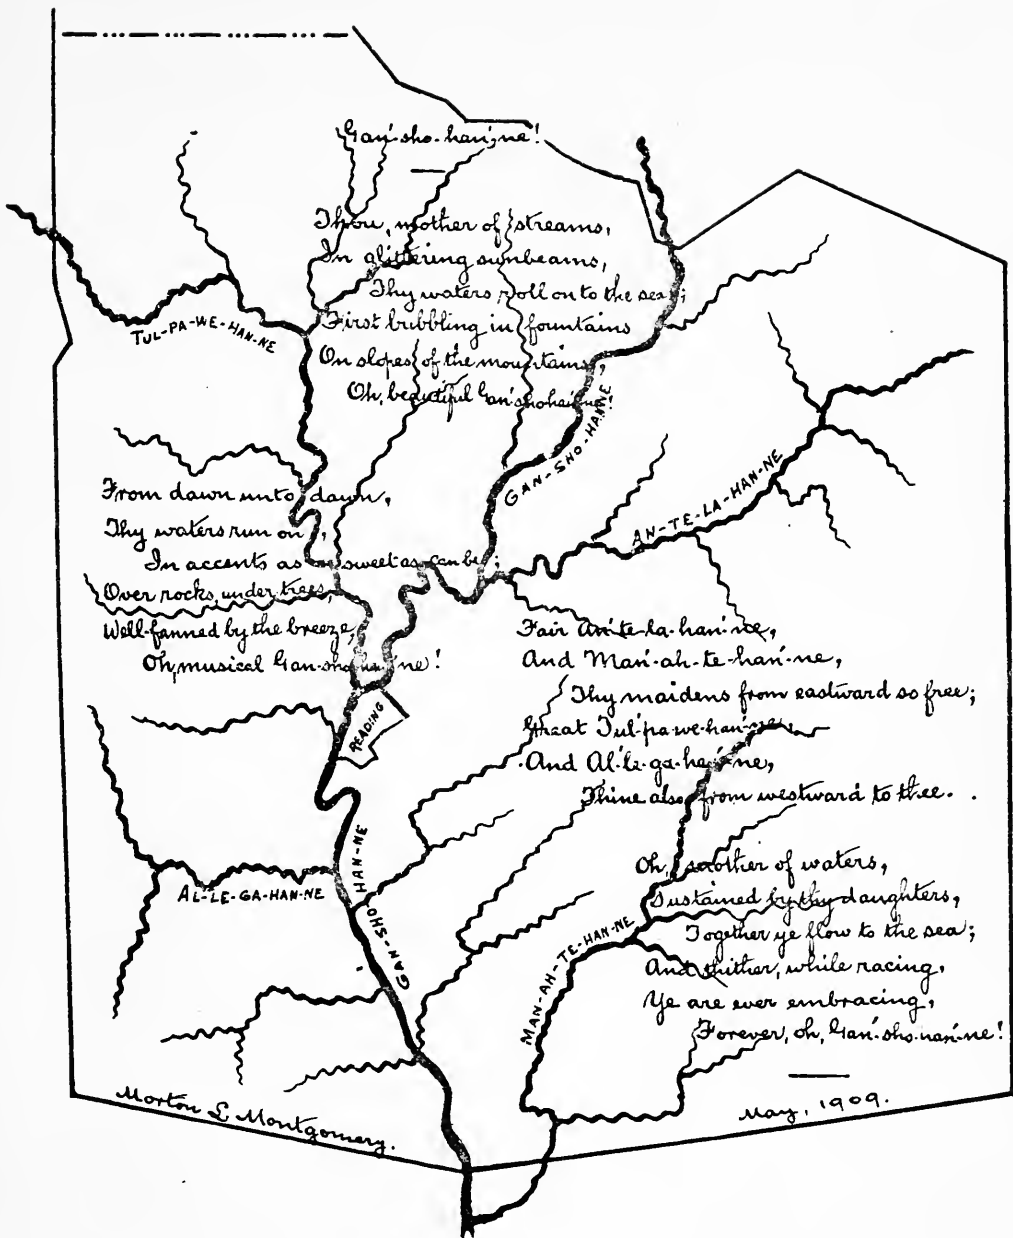 Gan´-sho-han´-ne!
Thou, mother of streams,
In glittering sunbeams,
Thy waters roll on to the sea;
First bubbling in fountains
On slopes of the mountains,
Oh, beautiful Gan´shohanne!
TUL-PA-WE-HAN-NE
GAN-SHO-HANNE
AN-TE-LA-HAN-NE
From dawn unto dawn,
Thy waters run on,
In accents as sweet as can be;
Over rocks, under trees,
Well-fanned by the breeze,
Oh, musical Gan-sho-han´ne!
READING
Fair An´te-la-han´-ne,
And Man´-ah-te-han´-ne,
Thy maidens from eastward so free;
Great Tul´-pa-we-han´-ne,
And Al´-le-ga-han´-ne,
Thine also from westward to thee.
AL-LE-GA-HAN-NE
GAN-SHO HAN-NE
MAN-AH-TE-HAN-NE
Oh, mother of waters,
Sustained by thy daughters,
Together ye flow to the sea;
And thither, while racing,
Ye are ever embracing,
Forever, oh, Gan´-sho-han´-ne!
Morton L Montgomery.
May, 1909.